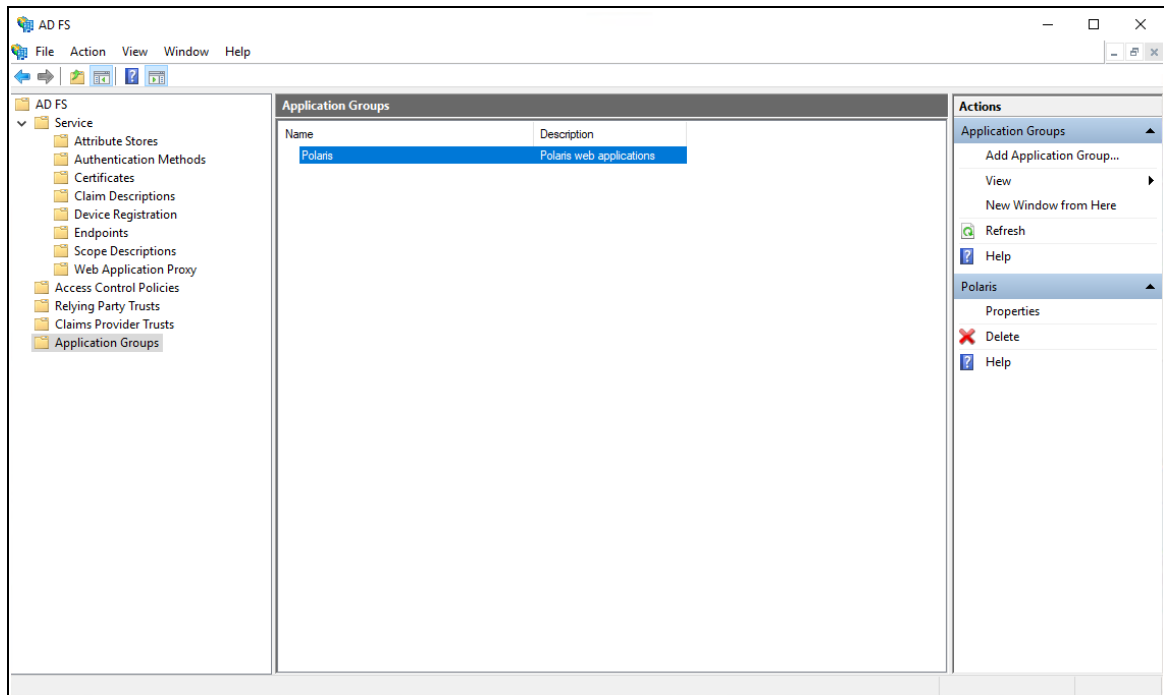 AD FS
File Action View Window Help
AD FS
Service
Attribute Stores
Authentication Methods
Certificates
Claim Descriptions
Device Registration
Endpoints
Scope Descriptions
Web Application Proxy
Access Control Policies
Relying Party Trusts
Claims Provider Trusts
Application Groups
Application Groups
Name Description
Polaris Polaris web applications
Actions
Application Groups
Add Application Group...
View
New Window from Here
Refresh
Help
Polaris
Properties
Delete
Help